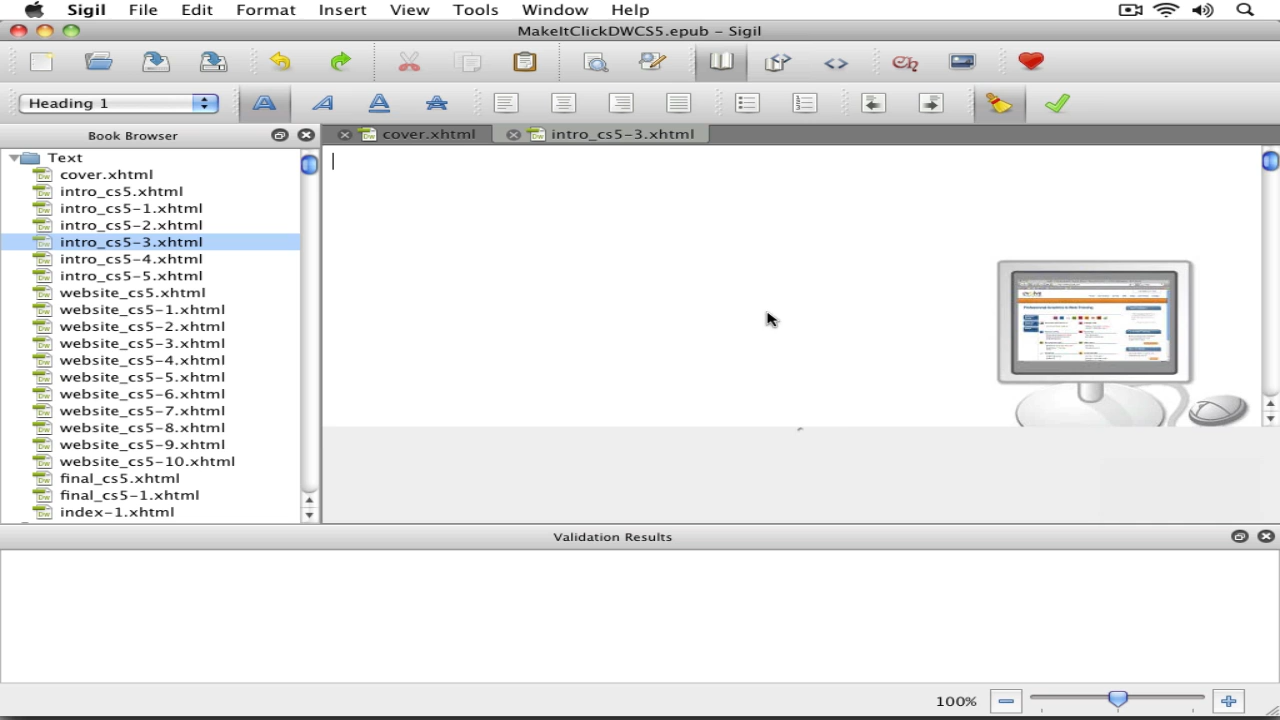 Sigil File Edit Format Insert View Tools Window Help
MakeItClickDWCS5.epub – Sigil
Heading 1
Book Browser
cover.xhtml
intro_cs5-3.xhtml
Text
cover.xhtml
intro_cs5.xhtml
intro_cs5-1.xhtml
intro_cs5-2.xhtml
intro_cs5-3.xhtml
intro_cs5-4.xhtml
intro_cs5-5.xhtml
website_cs5.xhtml
website_cs5-1.xhtml
website_cs5-2.xhtml
website_cs5-3.xhtml
website_cs5-4.xhtml
website_cs5-5.xhtml
website_cs5-6.xhtml
website_cs5-7.xhtml
website_cs5-8.xhtml
website_cs5-9.xhtml
website_cs5-10.xhtml
final_cs5.xhtml
final_cs5-1.xhtml
index-1.xhtml
Validation Results
100%